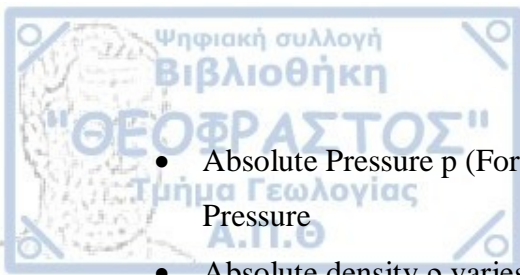 Ψηφιακή συλλογή
Βιβλιοθήκη
"ΘΕΟΦΡΑΣΤΟΣ"
• Absolute Pressure p (For
Τμήμα Γεωλογίας
Pressure
Α.Π.Θ
• Absolute density ρ varies